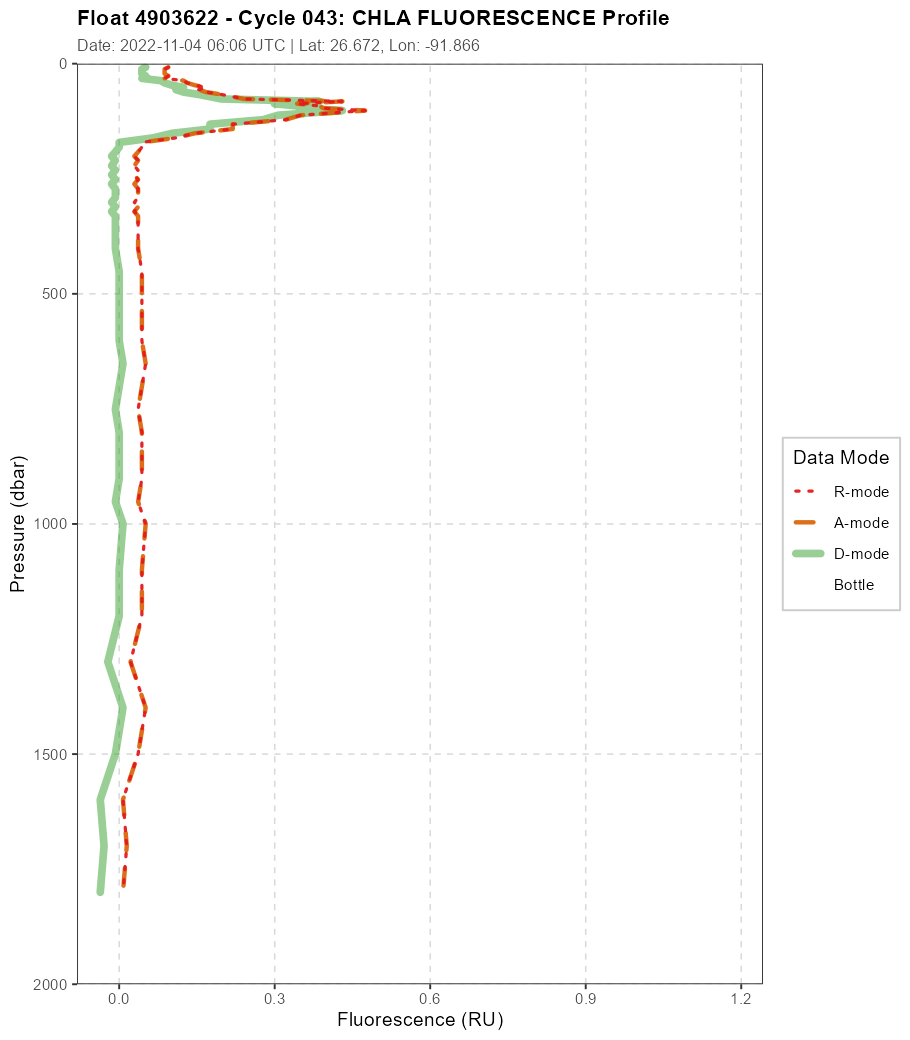 Float 4903622 - Cycle 043: CHLA FLUORESCENCE Profile
Date: 2022-11-04 06:06 UTC | Lat: 26.672, Lon: -91.866
0
500
1000
1500
2000
Pressure (dbar)
0.0 0.3 0.6 0.9 1.2
Fluorescence (RU)
Data Mode
R-mode
A-mode
D-mode
Bottle